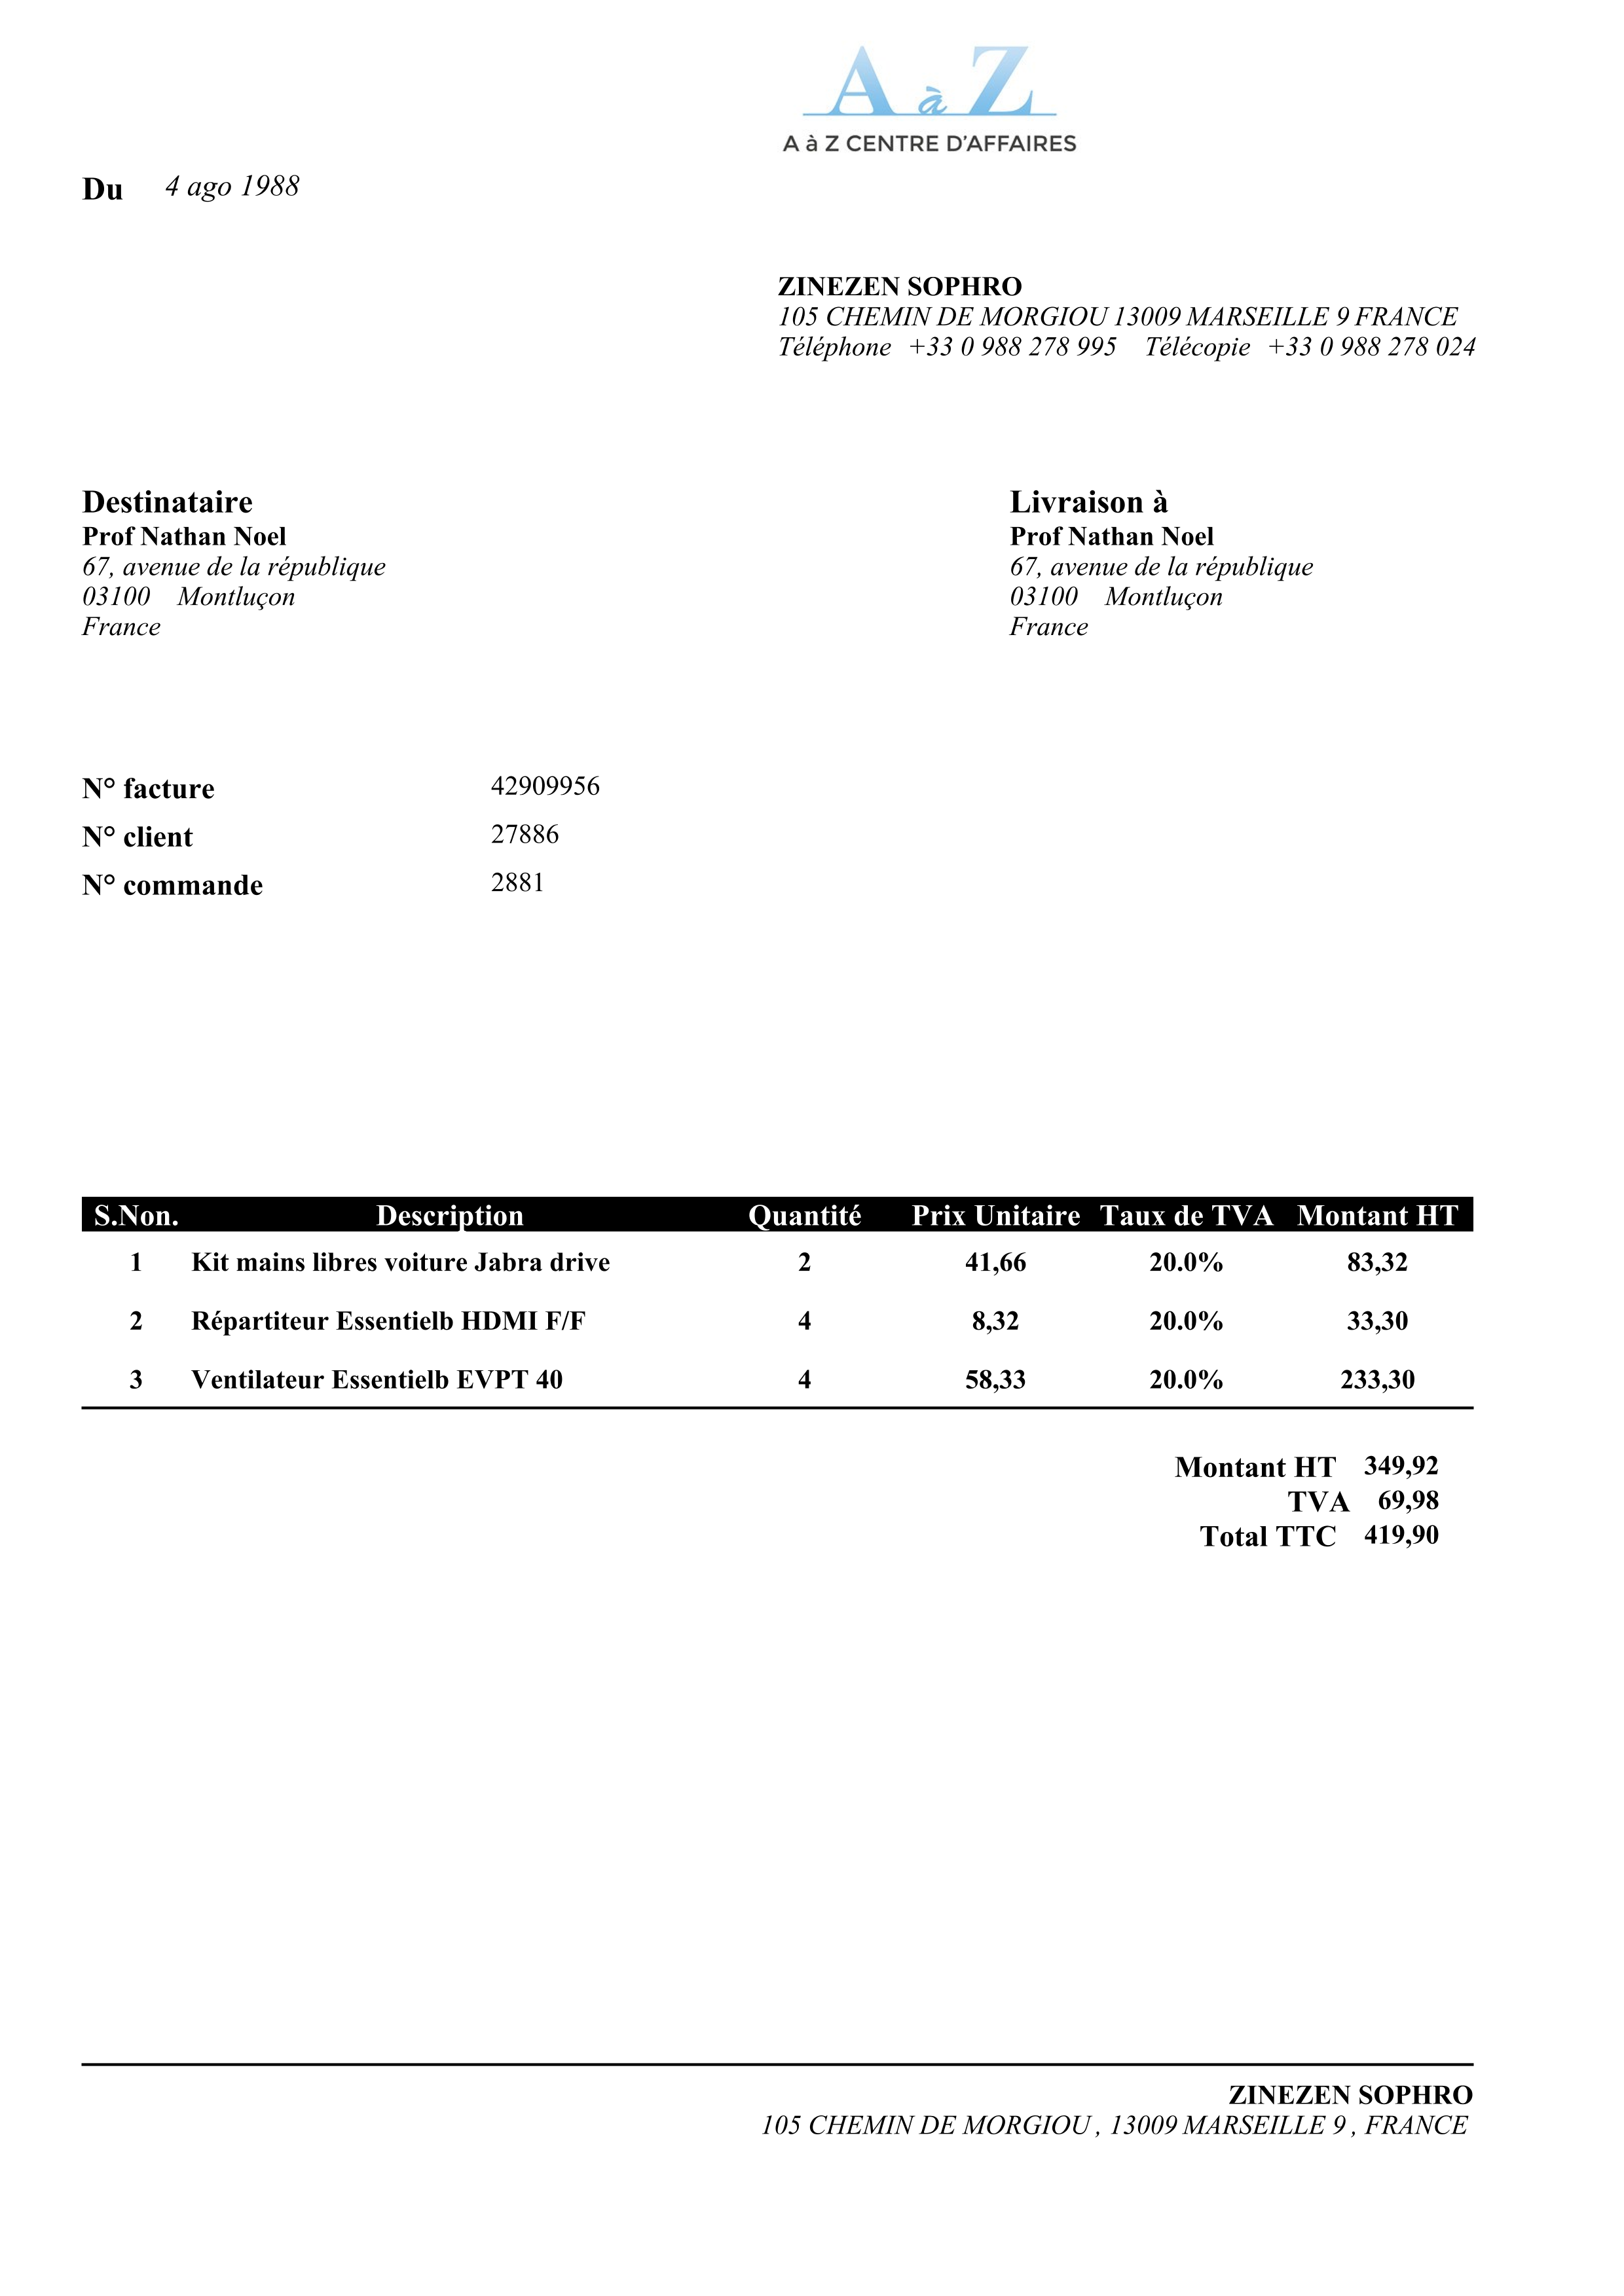 A à Z
A à Z CENTRE D'AFFAIRES
Du 4 ago 1988
ZINEZEN SOPHRO
105 CHEMIN DE MORGIOU 13009 MARSEILLE 9 FRANCE
Téléphone +33 0 988 278 995 Télécopie +33 0 988 278 024
Destinataire
Prof Nathan Noel
67, avenue de la république
03100 Montluçon
France
Livraison à
Prof Nathan Noel
67, avenue de la république
03100 Montluçon
France
N° facture 42909956
N° client 27886
N° commande 2881
S.Non. Description Quantité Prix Unitaire Taux de TVA Montant HT
1 Kit mains libres voiture Jabra drive 2 41,66 20.0% 83,32
2 Répartiteur Essentielb HDMI F/F 4 8,32 20.0% 33,30
3 Ventilateur Essentielb EVPT 40 4 58,33 20.0% 233,30
Montant HT 349,92
TVA 69,98
Total TTC 419,90
ZINEZEN SOPHRO
105 CHEMIN DE MORGIOU , 13009 MARSEILLE 9 , FRANCE